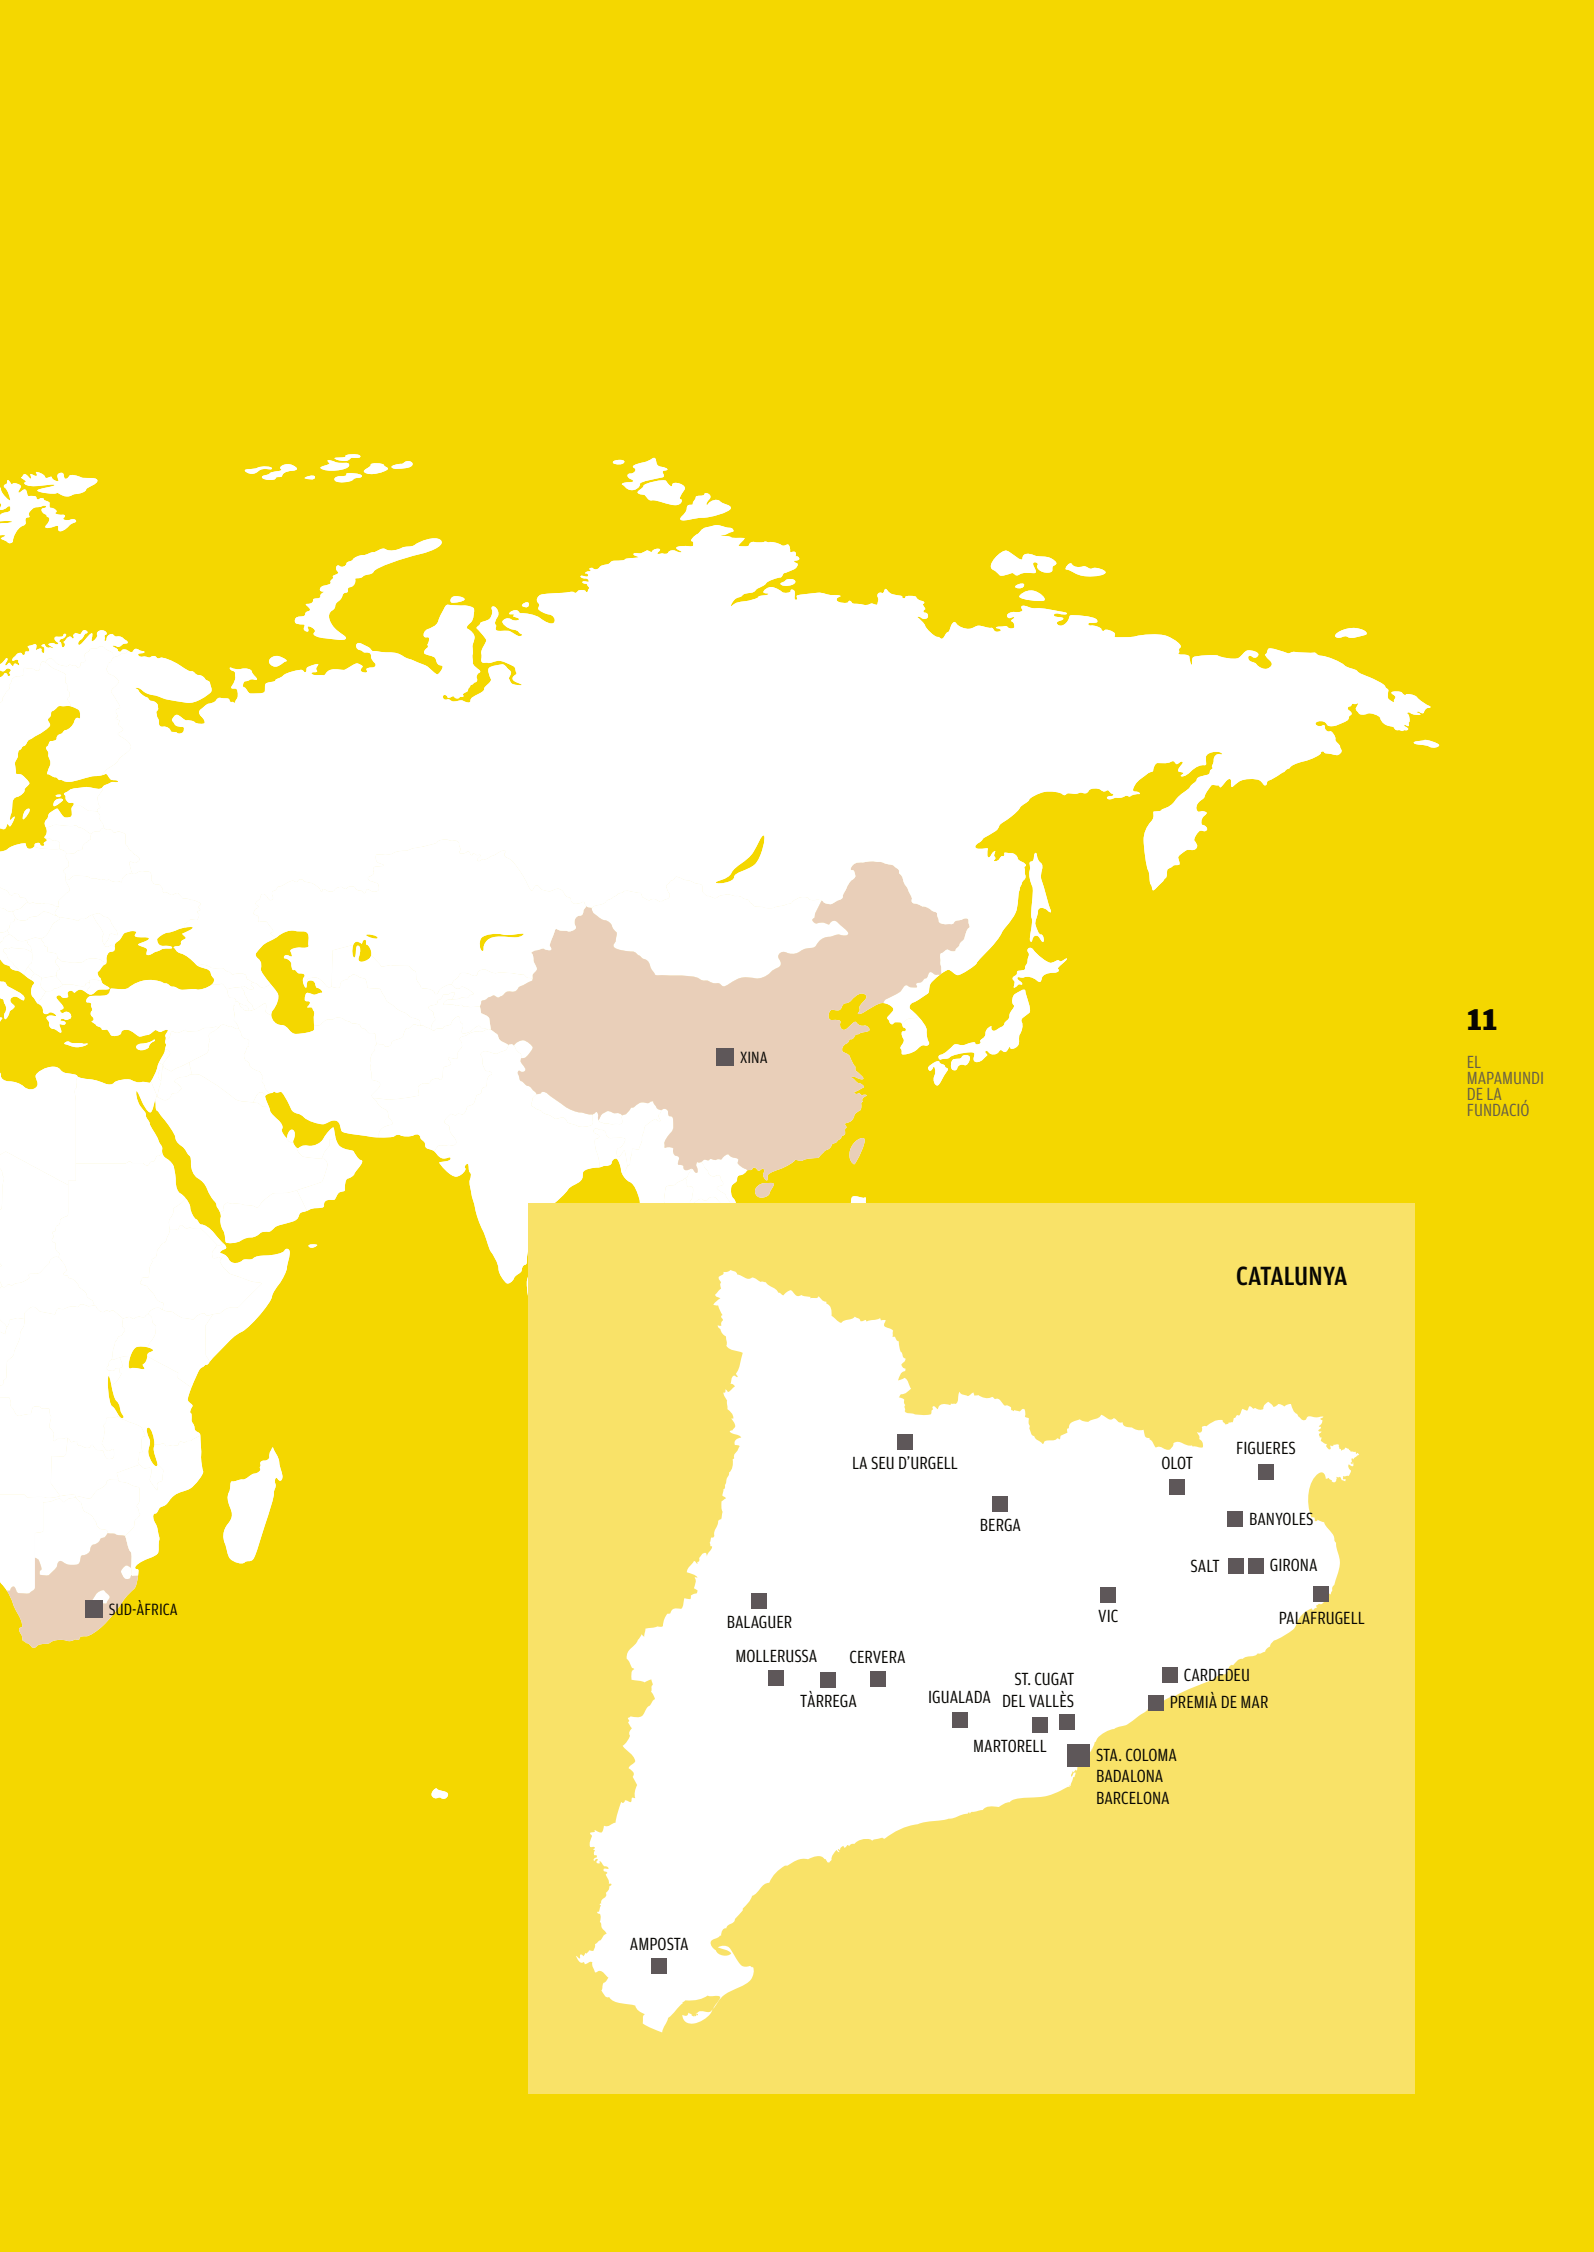 11
EL
MAPAMUNDI
DE LA
FUNDACIÓ
XINA
SUD-ÀFRICA
CATALUNYA
LA SEU D'URGELL
BERGA
OLOT
FIGUERES
BANYOLES
SALT
GIRONA
PALAFRUGELL
VIC
BALAGUER
MOLLERUSSA
TÀRREGA
CERVERA
IGUALADA
ST. CUGAT
DEL VALLÈS
MARTORELL
CARDEDEU
PREMIÀ DE MAR
STA. COLOMA
BADALONA
BARCELONA
AMPOSTA